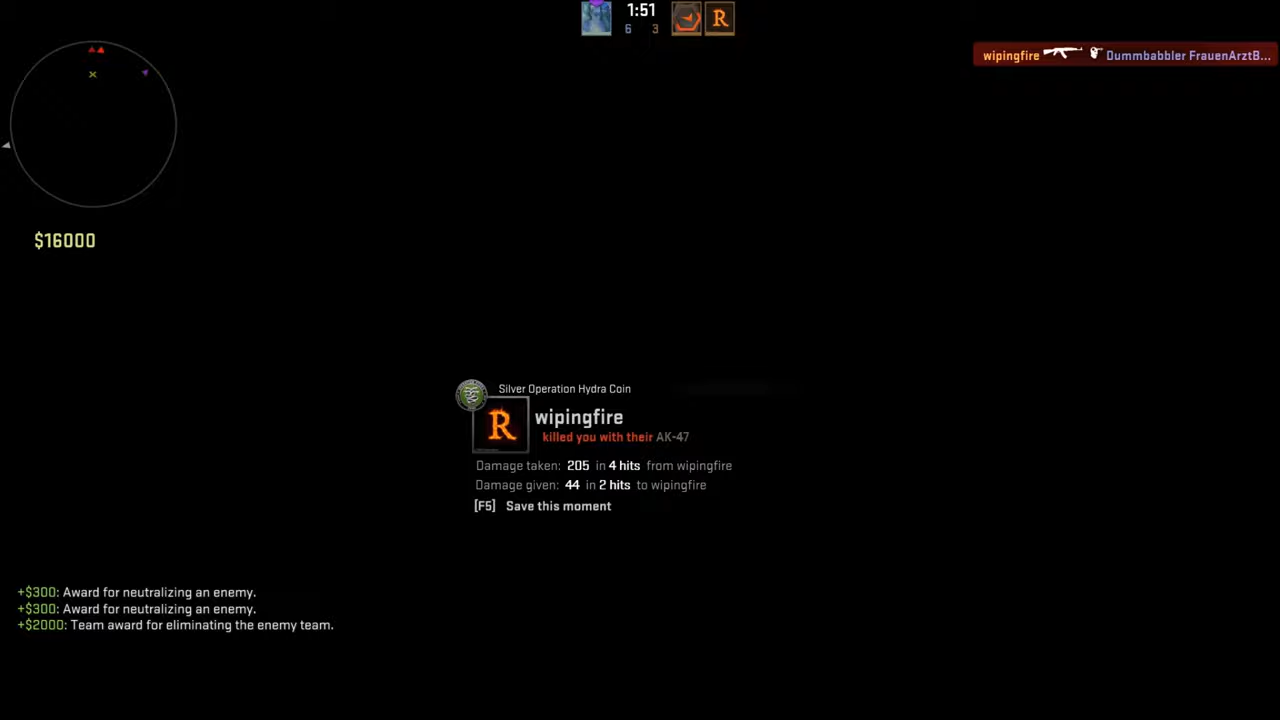 1:51
6 3
R
wipingfire Dummbabbler FrauenArztB...
$16000
Silver Operation Hydra Coin
R
wipingfire
killed you with their AK-47
Damage taken: 205 in 4 hits from wipingfire
Damage given: 44 in 2 hits to wipingfire
[F5] Save this moment
+$300: Award for neutralizing an enemy.
+$300: Award for neutralizing an enemy.
+$2000: Team award for eliminating the enemy team.